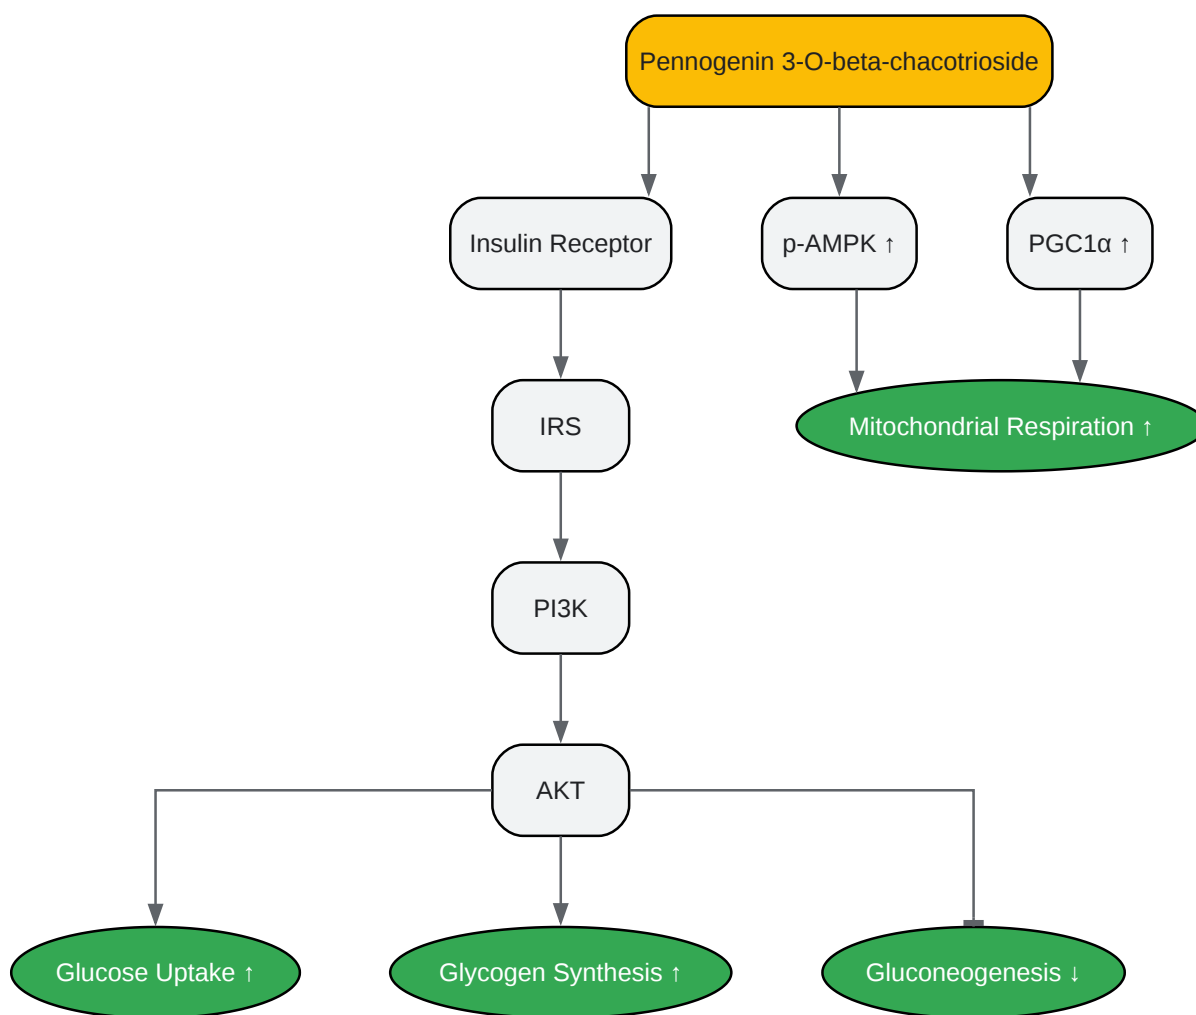 Pennogenin 3-O-beta-chacotrioside
Insulin Receptor
p-AMPK ↑
PGC1α ↑
IRS
Mitochondrial Respiration ↑
PI3K
AKT
Glucose Uptake ↑
Glycogen Synthesis ↑
Gluconeogenesis ↓